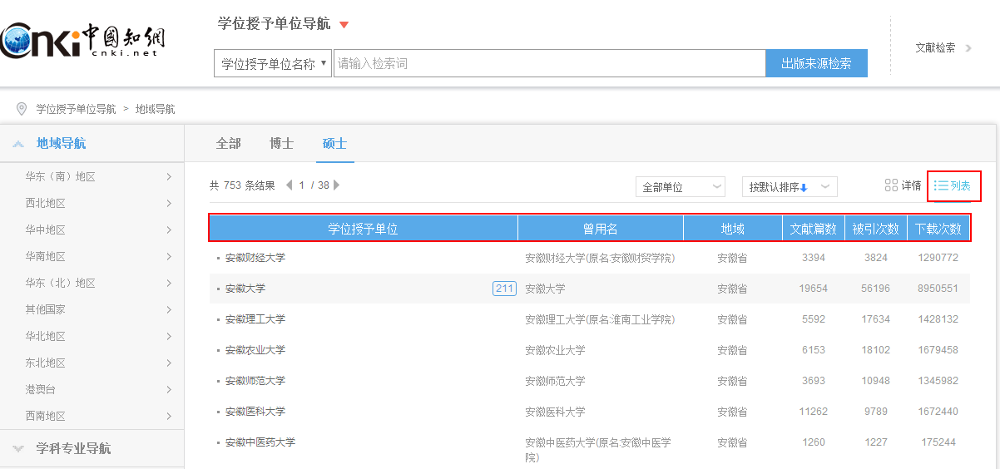 学位授予单位导航
cnki中國知網
cnki.net
学位授予单位名称 请输入检索词 出版来源检索 文献检索
学位授予单位导航 > 地域导航
地域导航 全部 博士 硕士
华东（南）地区
西北地区
华中地区
华南地区
华东（北）地区
其他国家
华北地区
东北地区
港澳台
西南地区
学科专业导航
共 753 条结果 1 / 38 全部单位 按默认排序 详情 列表
学位授予单位 曾用名 地域 文献篇数 被引次数 下载次数
安徽财经大学 安徽财经大学(原名:安徽财贸学院) 安徽省 3394 3824 1290772
安徽大学 211 安徽大学 安徽省 19654 56196 8950551
安徽理工大学 安徽理工大学(原名:淮南工业学院) 安徽省 5592 17634 1428132
安徽农业大学 安徽农业大学 安徽省 6153 18102 1679458
安徽师范大学 安徽师范大学 安徽省 3693 10948 1345982
安徽医科大学 安徽医科大学 安徽省 11262 9789 1672440
安徽中医药大学 安徽中医药大学(原名:安徽中医学 安徽省 1260 1227 175244
院)